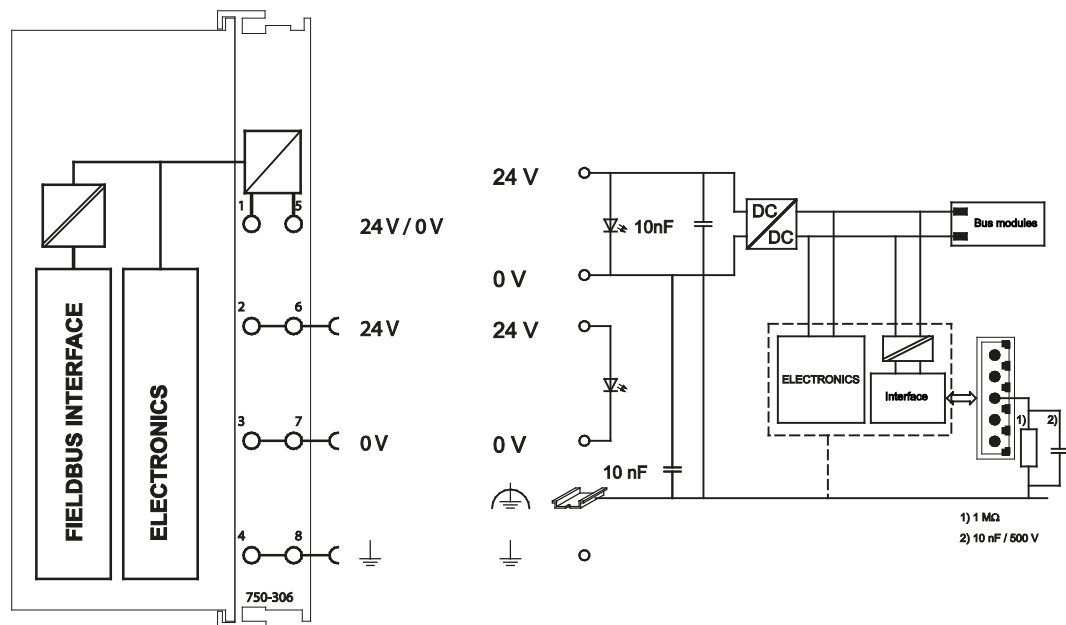 FIELDBUS INTERFACE
ELECTRONICS
1
5
24 V / 0 V
2
6
24 V
3
7
0 V
4
8
750-306
24 V
10nF
0 V
24 V
0 V
10 nF
DC
DC
Bus modules
ELECTRONICS
Interface
1)
2)
1) 1 MΩ
2) 10 nF / 500 V